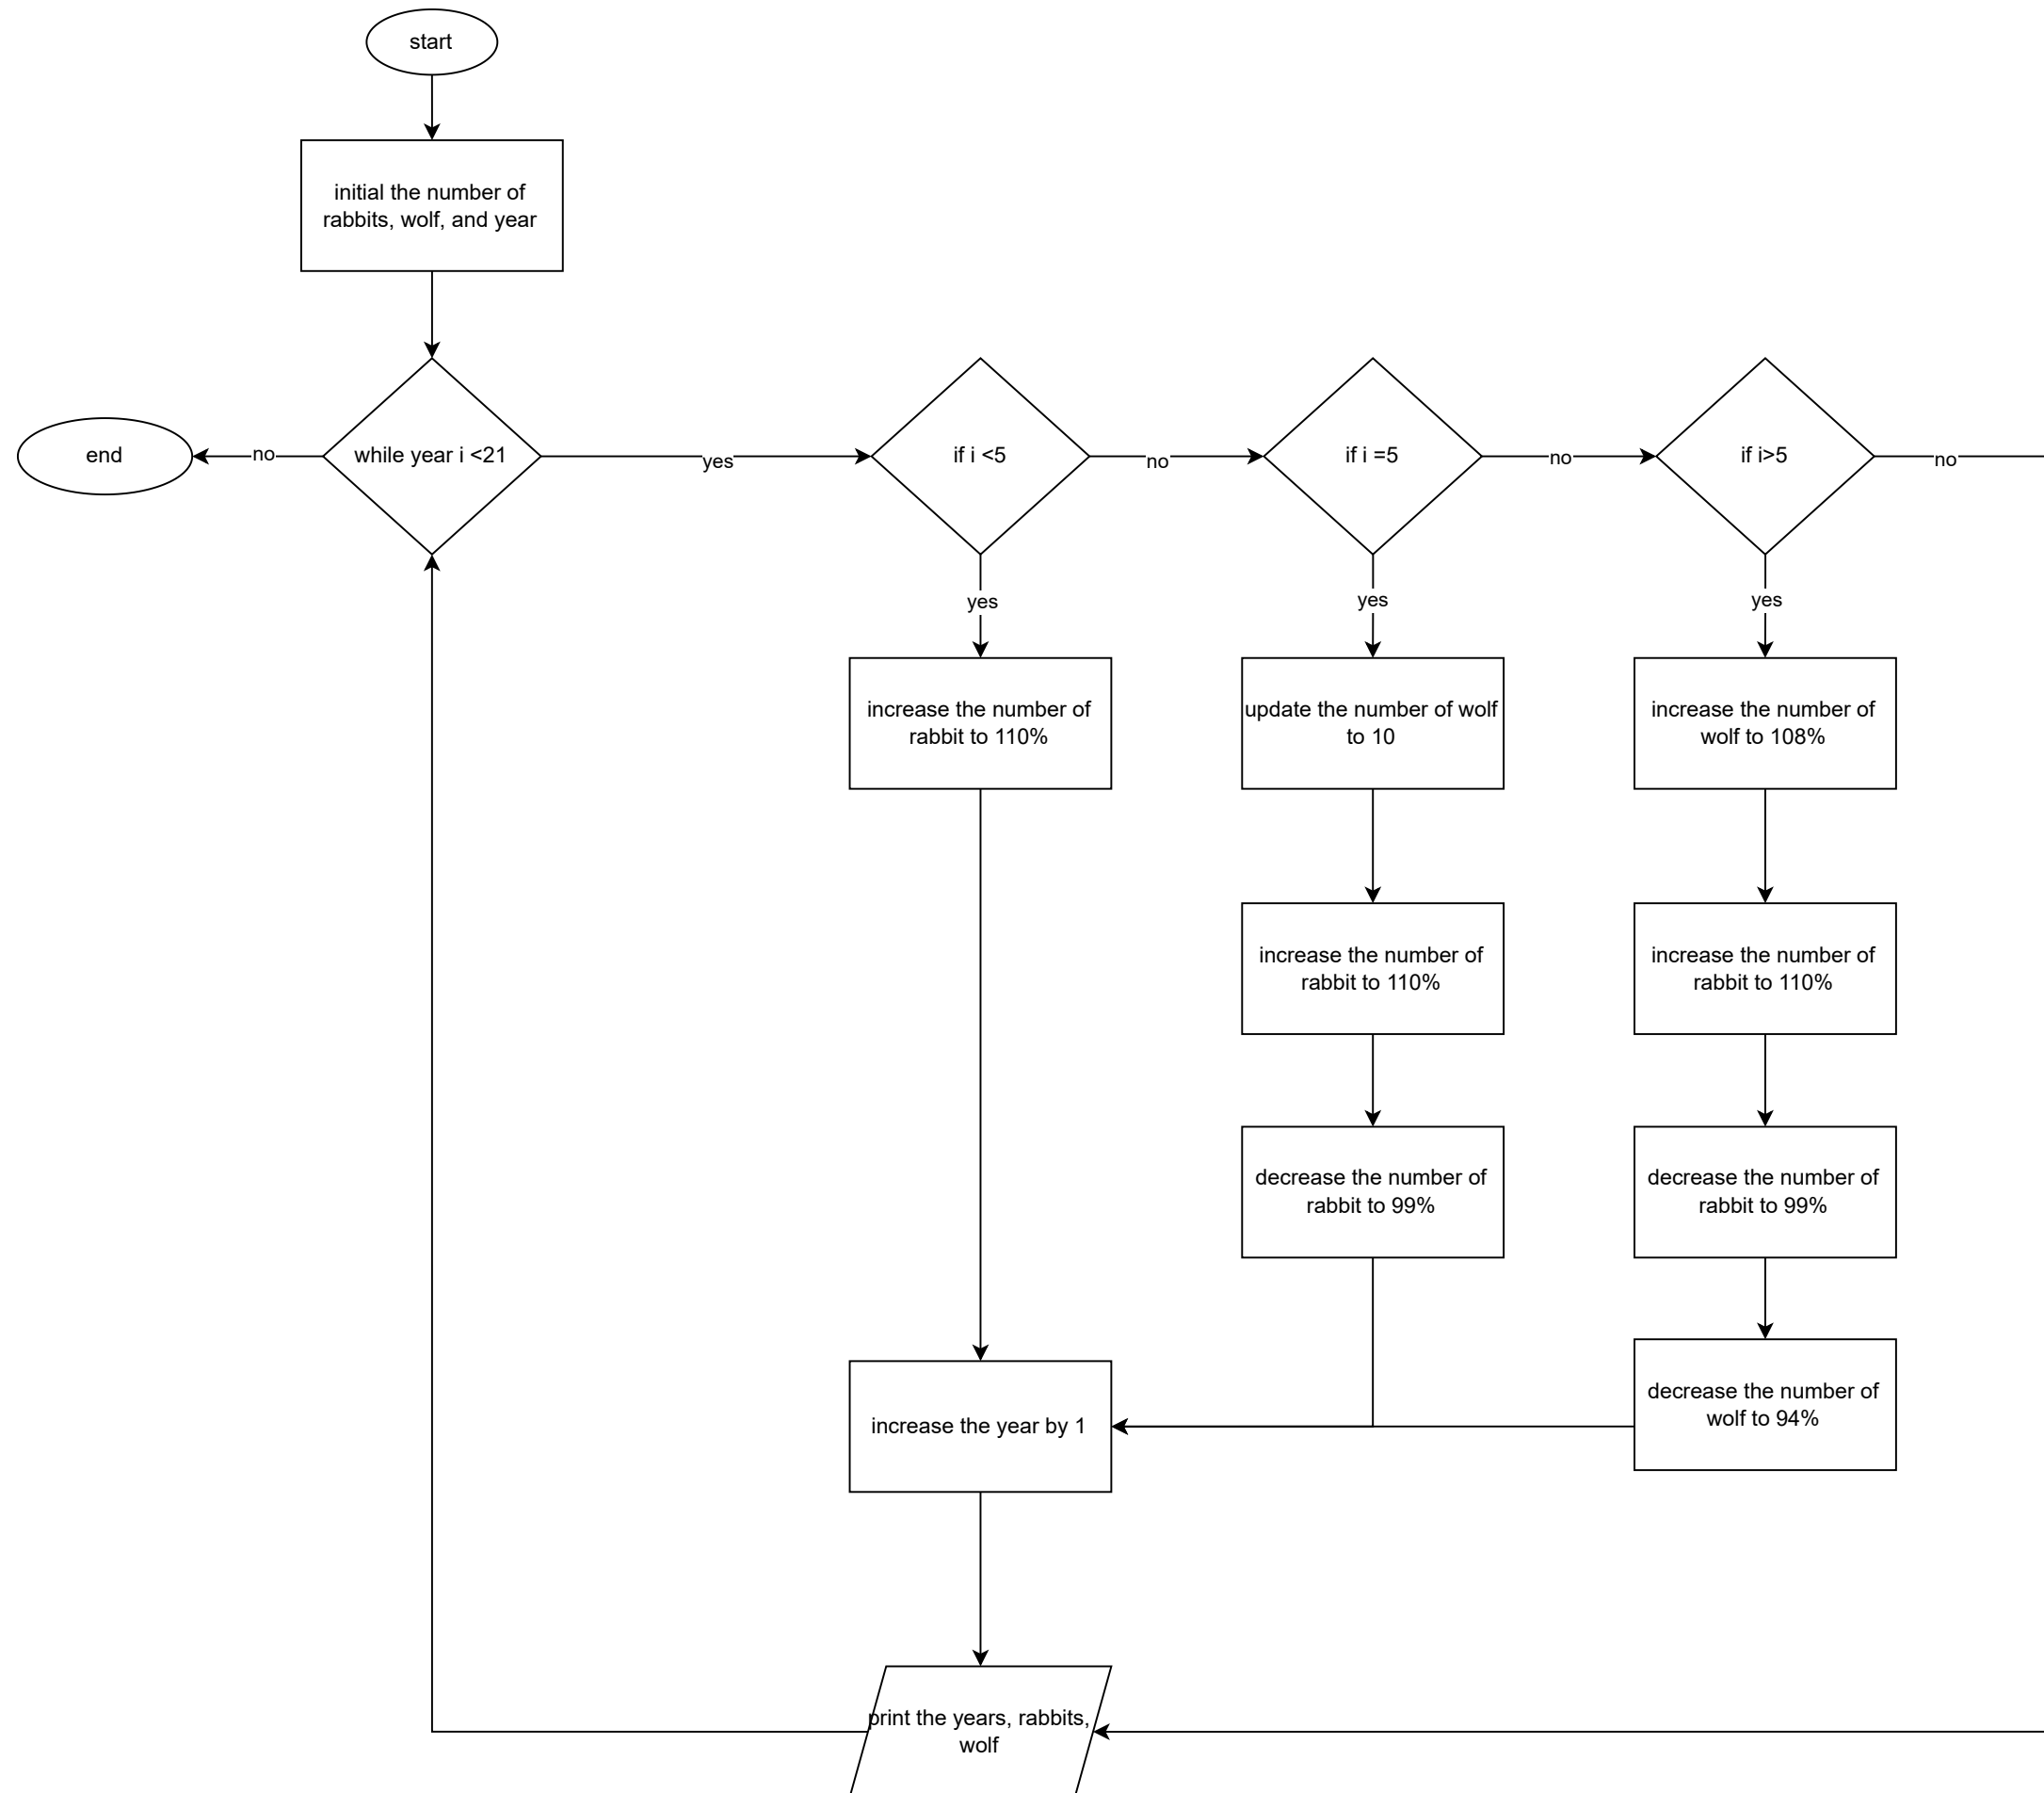 start
initial the number of
rabbits, wolf, and year
end
no
while year i <21
yes
if i <5
no
if i =5
no
if i>5
no
yes
yes
yes
increase the number of
rabbit to 110%
update the number of wolf
to 10
increase the number of
wolf to 108%
increase the number of
rabbit to 110%
increase the number of
rabbit to 110%
decrease the number of
rabbit to 99%
decrease the number of
rabbit to 99%
increase the year by 1
decrease the number of
wolf to 94%
print the years, rabbits,
wolf